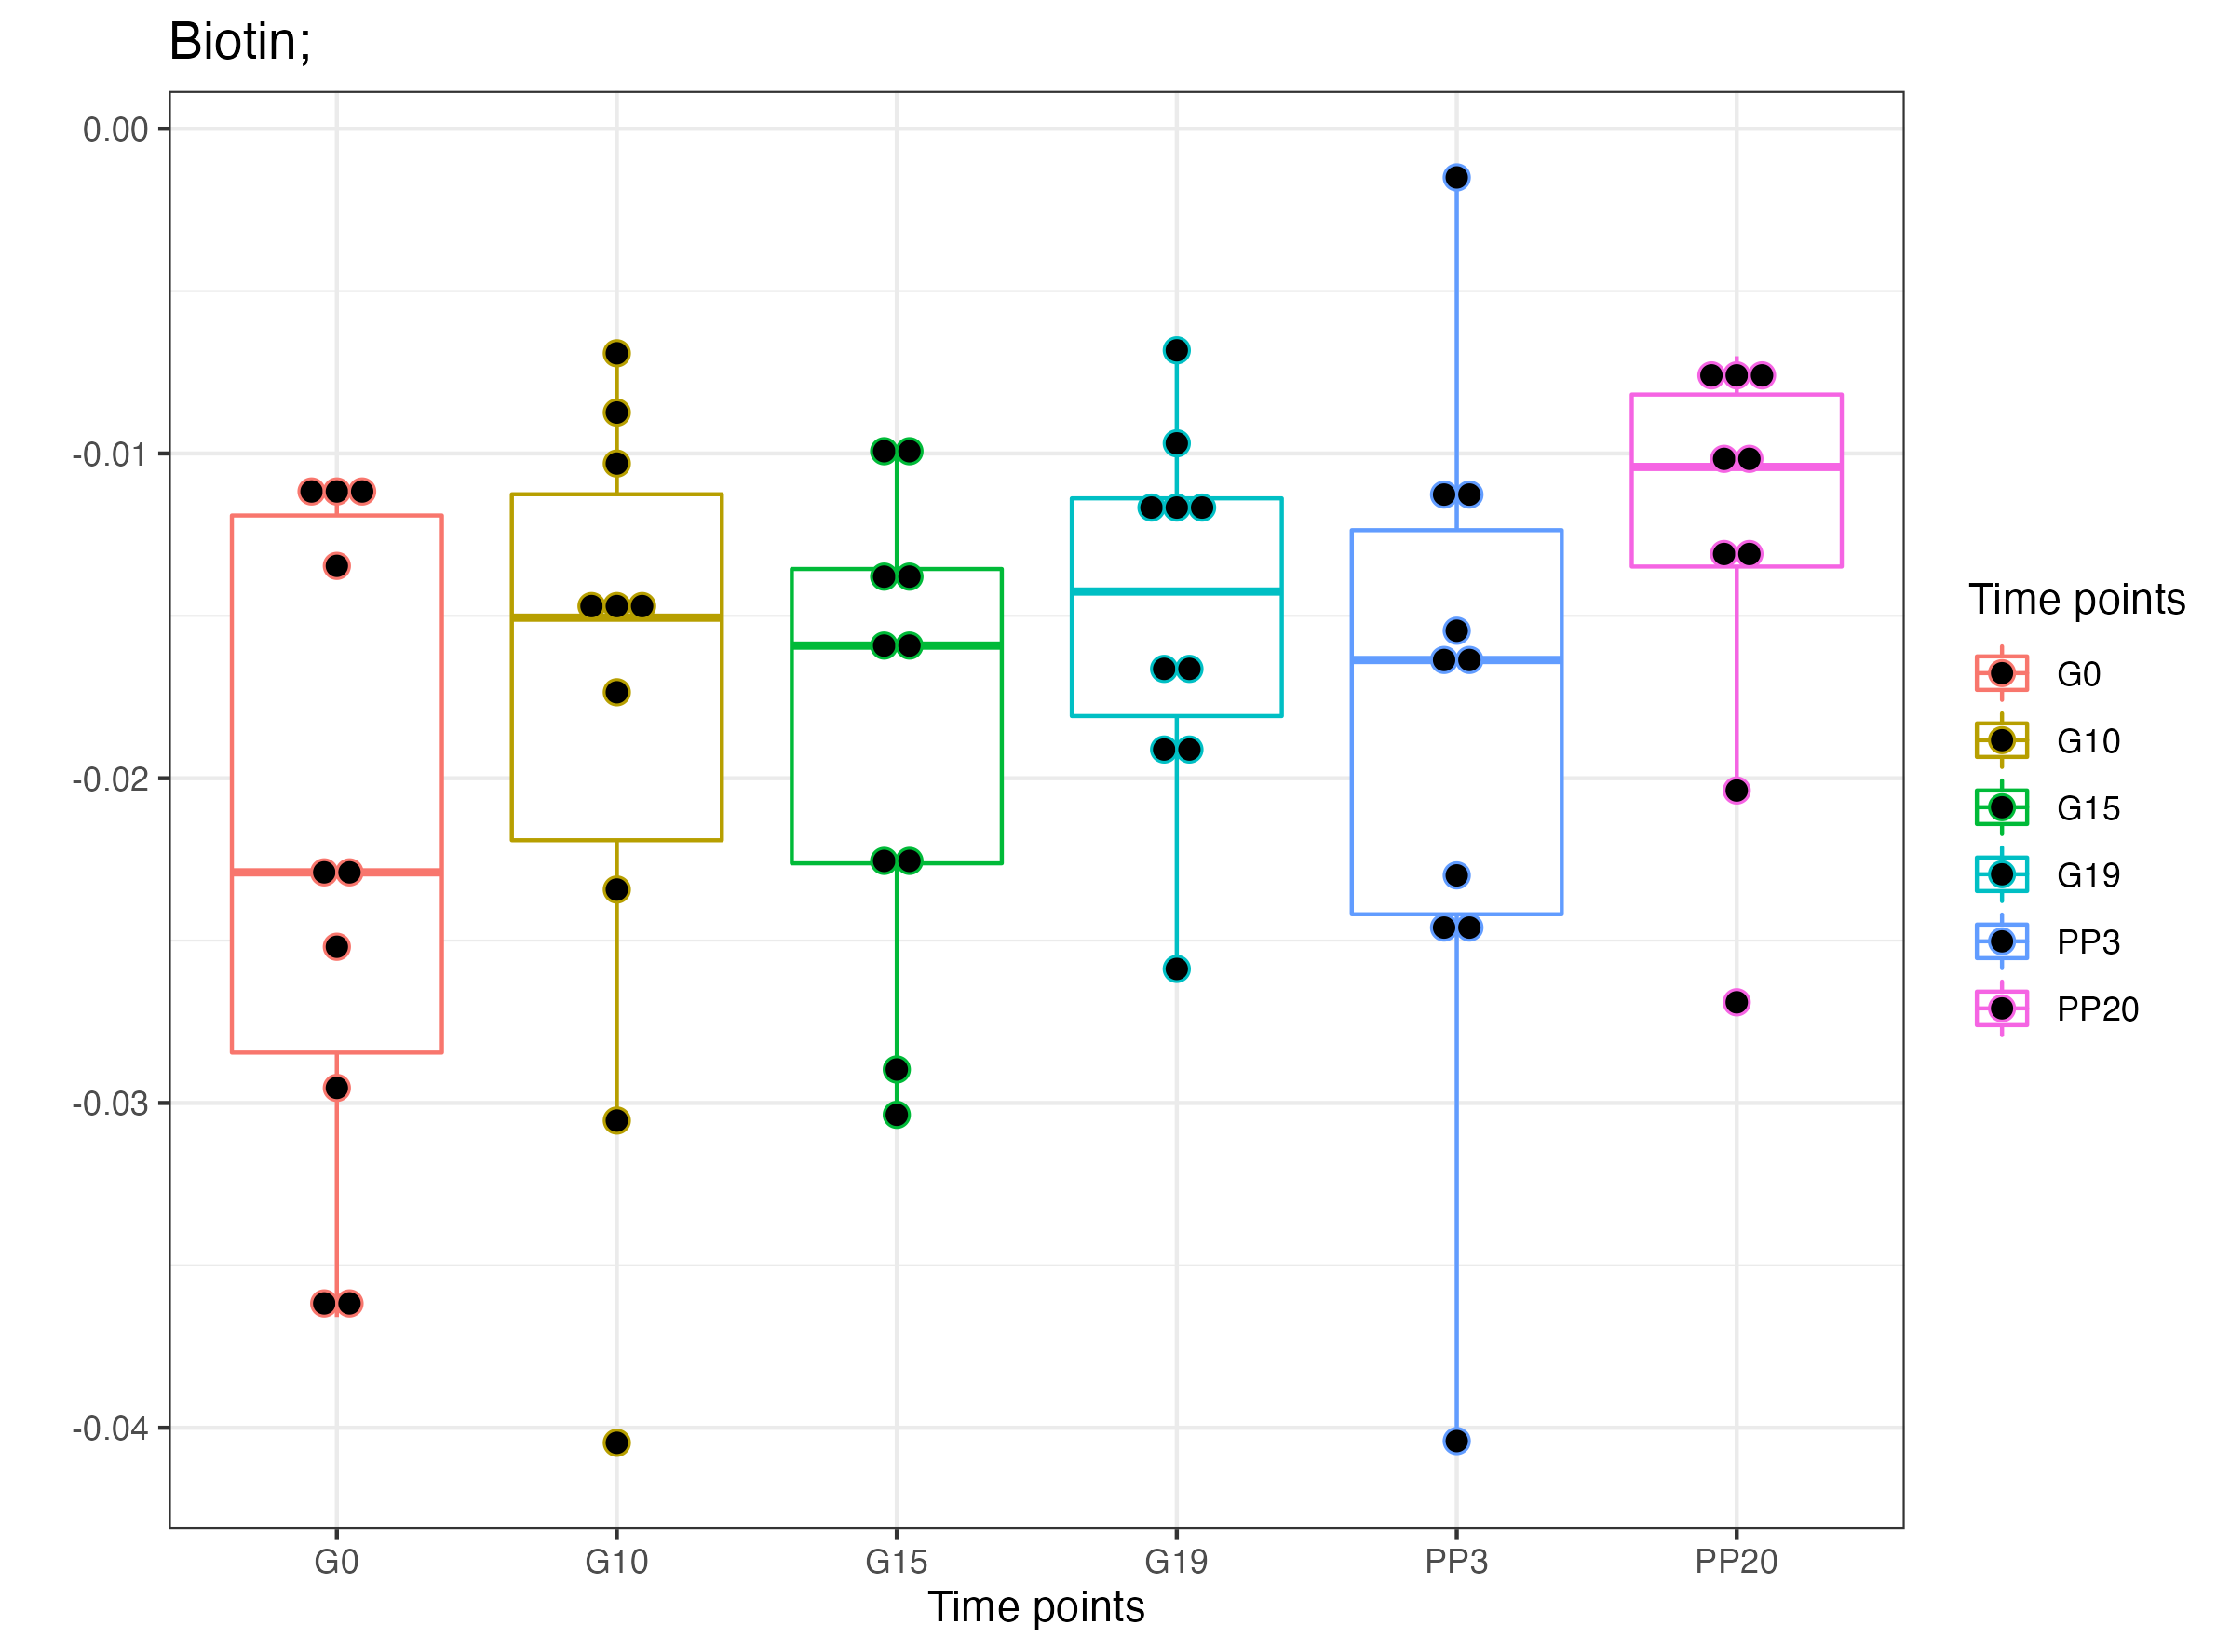 Biotin;
0.00
-0.01
-0.02
-0.03
-0.04
G0 G10 G15 G19 PP3 PP20
Time points
Time points
G0
G10
G15
G19
PP3
PP20